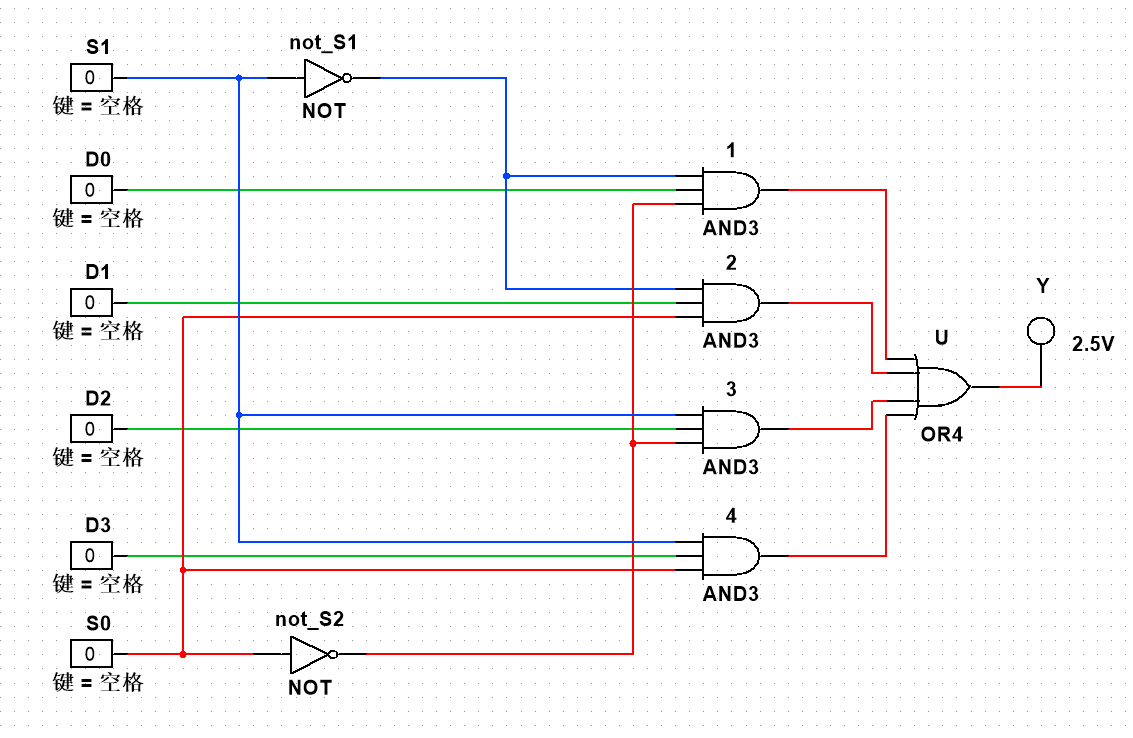 S1
0
键 = 空格
not_S1
NOT
D0
0
键 = 空格
1
AND3
D1
0
键 = 空格
2
AND3
Y
2.5V
U
OR4
D2
0
键 = 空格
3
AND3
D3
0
键 = 空格
4
AND3
S0
0
键 = 空格
not_S2
NOT